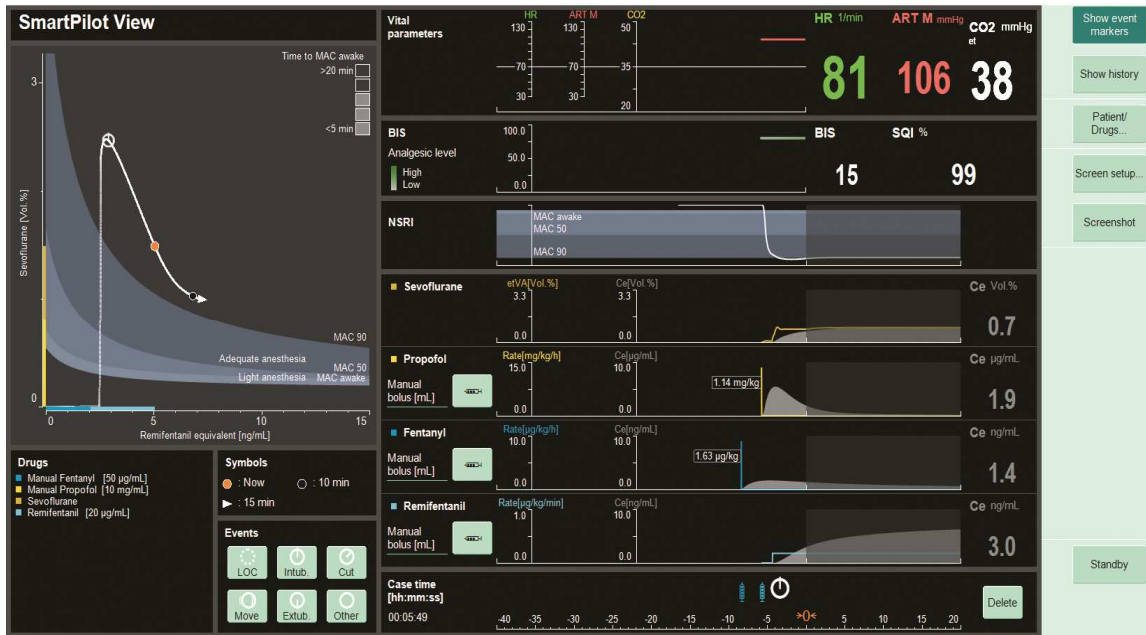 SmartPilot View
Time to MAC awake
>20 min
<5 min
3
0
Sevoflurane [Vol.%]
MAC 90
Adequate anesthesia
MAC 50
Light anesthesia
MAC awake
0
5
10
15
Remifentanil equivalent [ng/mL]
Drugs
Manual Fentanyl [50 µg/mL]
Manual Propofol [10 mg/mL]
Sevoflurane
Remifentanil [20 µg/mL]
Symbols
: Now
: 10 min
: 15 min
Events
LOC
Intub.
Cut
Move
Extub.
Other
Vital
parameters
HR
ART M
CO2
130
130
50
70
70
35
30
30
20
HR 1/min
ART M mmHg
CO2 mmHg
et
81
106
38
BIS
Analgesic level
High
Low
100.0
50.0
0.0
BIS
SQI %
15
99
NSRI
MAC awake
MAC 50
MAC 90
Sevoflurane
etVA[Vol.%]
Ce[Vol.%]
3.3
3.3
0.0
0.0
Ce Vol.%
0.7
Propofol
Manual
bolus [mL]
Rate[mg/kg/h]
Ce[µg/mL]
15.0
10.0
0.0
0.0
1.14 mg/kg
Ce µg/mL
1.9
Fentanyl
Manual
bolus [mL]
Rate[µg/kg/h]
Ce[ng/mL]
10.0
10.0
0.0
0.0
1.63 µg/kg
Ce ng/mL
1.4
Remifentanil
Manual
bolus [mL]
Rate[µg/kg/min]
Ce[ng/mL]
1.0
10.0
0.0
0.0
Ce ng/mL
3.0
Case time
[hh:mm:ss]
00:05:49
-40 -35 -30 -25 -20 -15 -10 -5 >0< 5 10 15 20
Delete
Show event
markers
Show history
Patient/
Drugs...
Screen setup...
Screenshot
Standby